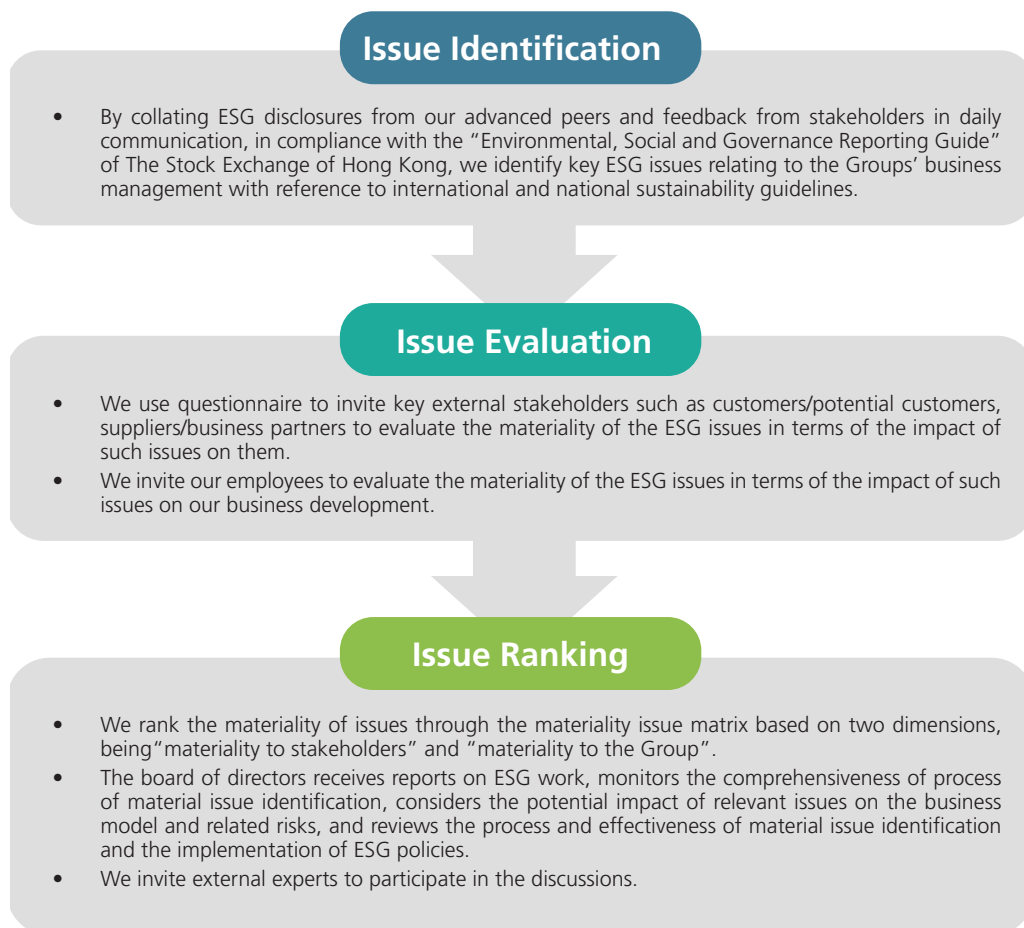 Issue Identification
• By collating ESG disclosures from our advanced peers and feedback from stakeholders in daily
communication, in compliance with the “Environmental, Social and Governance Reporting Guide”
of The Stock Exchange of Hong Kong, we identify key ESG issues relating to the Groups’ business
management with reference to international and national sustainability guidelines.
Issue Evaluation
• We use questionnaire to invite key external stakeholders such as customers/potential customers,
suppliers/business partners to evaluate the materiality of the ESG issues in terms of the impact of
such issues on them.
• We invite our employees to evaluate the materiality of the ESG issues in terms of the impact of such
issues on our business development.
Issue Ranking
• We rank the materiality of issues through the materiality issue matrix based on two dimensions,
being“materiality to stakeholders” and “materiality to the Group”.
• The board of directors receives reports on ESG work, monitors the comprehensiveness of process
of material issue identification, considers the potential impact of relevant issues on the business
model and related risks, and reviews the process and effectiveness of material issue identification
and the implementation of ESG policies.
• We invite external experts to participate in the discussions.